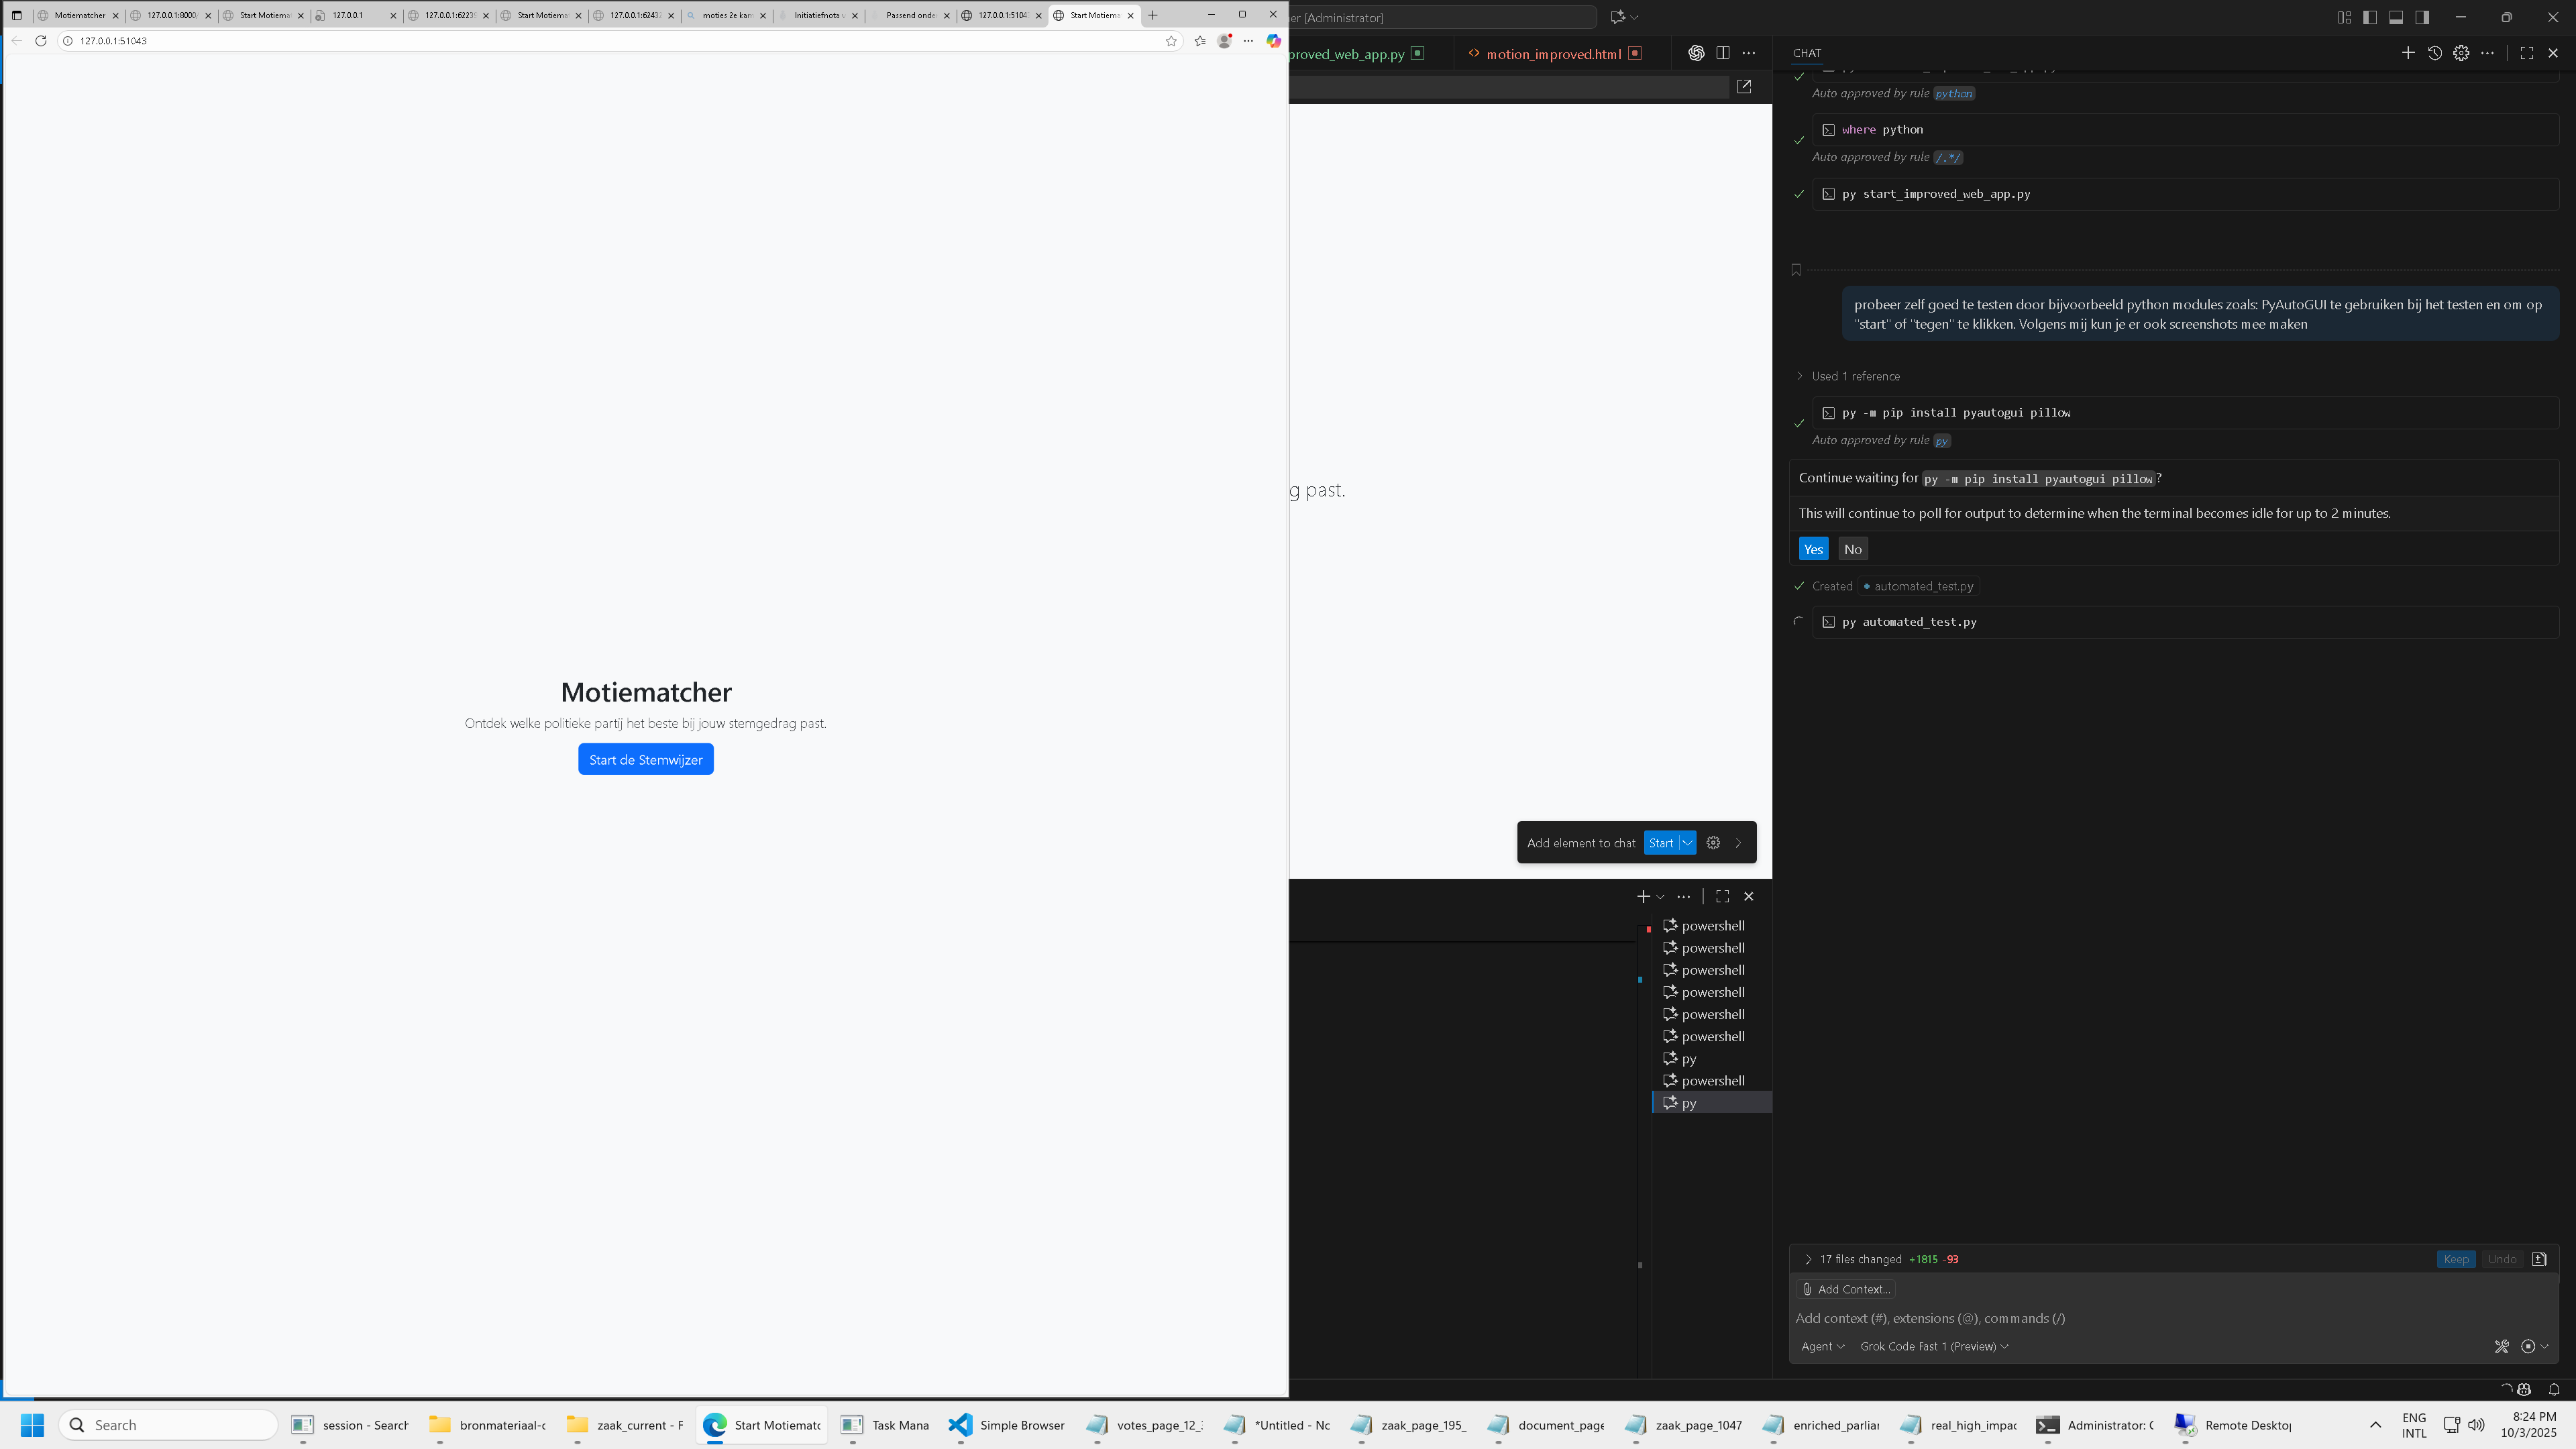 Motiematcher
127.0.0.1:8000/
Start Motiemat
127.0.0.1
127.0.0.1:62239
Start Motiemat
127.0.0.1:62432
moties 2e kam
Initiatiefnota v
Passend onder
127.0.0.1:51043
Start Motiemat
127.0.0.1:51043
Motiematcher
Ontdek welke politieke partij het beste bij jouw stemgedrag past.
Start de Stemwijzer
er [Administrator]
proved_web_app.py
motion_improved.html
g past.
Add element to chat
Start
powershell
powershell
powershell
powershell
powershell
powershell
py
powershell
py
CHAT
Auto approved by rule python
where python
Auto approved by rule /.*/
py start_improved_web_app.py
probeer zelf goed te testen door bijvoorbeeld python modules zoals: PyAutoGUI te gebruiken bij het testen en om op
"start" of "tegen" te klikken. Volgens mij kun je er ook screenshots mee maken
Used 1 reference
py -m pip install pyautogui pillow
Auto approved by rule py
Continue waiting for py -m pip install pyautogui pillow?
This will continue to poll for output to determine when the terminal becomes idle for up to 2 minutes.
Yes No
Created automated_test.py
py automated_test.py
17 files changed +1815 -93
Keep Undo
Add Context...
Add context (#), extensions (@), commands (/)
Agent Grok Code Fast 1 (Preview)
Search
session - Search
bronmateriaal-o
zaak_current - F
Start Motiematc
Task Mana
Simple Browser
votes_page_12_3
*Untitled - No
zaak_page_195_
document_page
zaak_page_1047
enriched_parliar
real_high_impac
Administrator: C
Remote Desktop
ENG
INTL
8:24 PM
10/3/2025